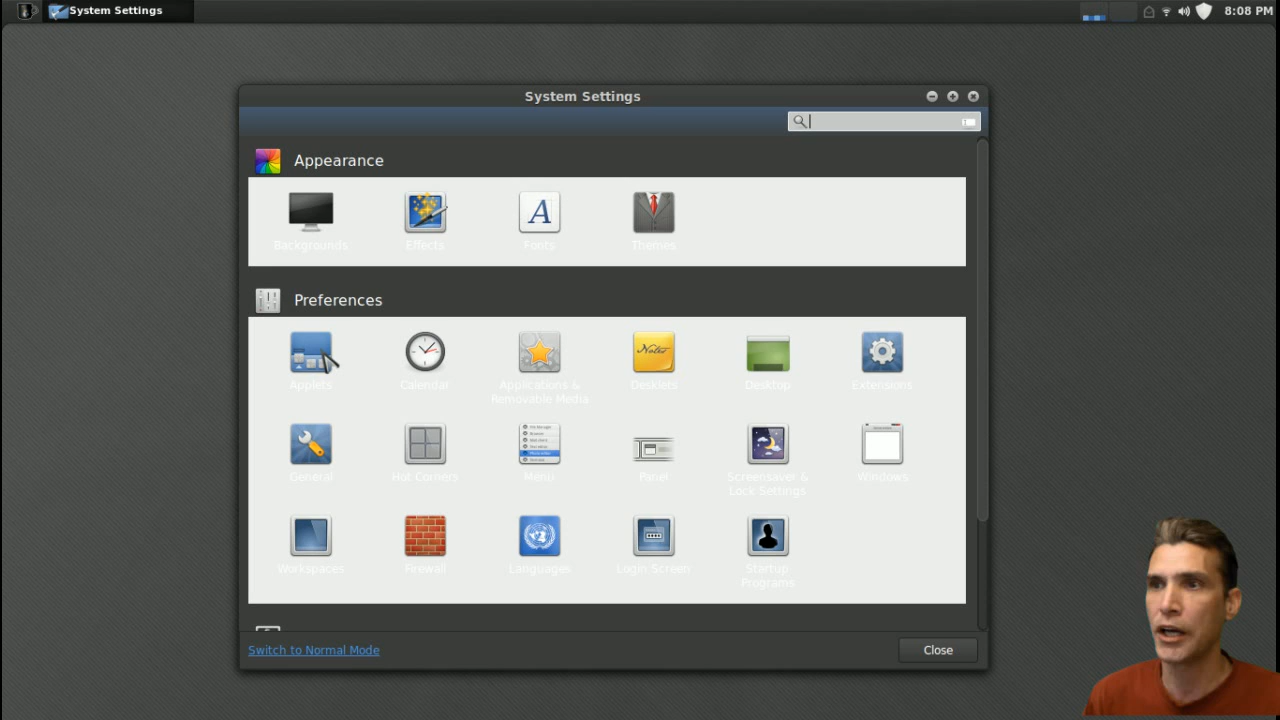 System Settings
8:08 PM
System Settings
Appearance
Backgrounds
Effects
Fonts
Themes
Preferences
Applets
Calendar
Applications &
Removable Media
Notes
Desklets
Desktop
Extensions
General
Hot Corners
Menu
Panel
Screensaver &
Lock Settings
Windows
Workspaces
Firewall
Languages
Login Screen
Startup
Programs
Switch to Normal Mode
Close